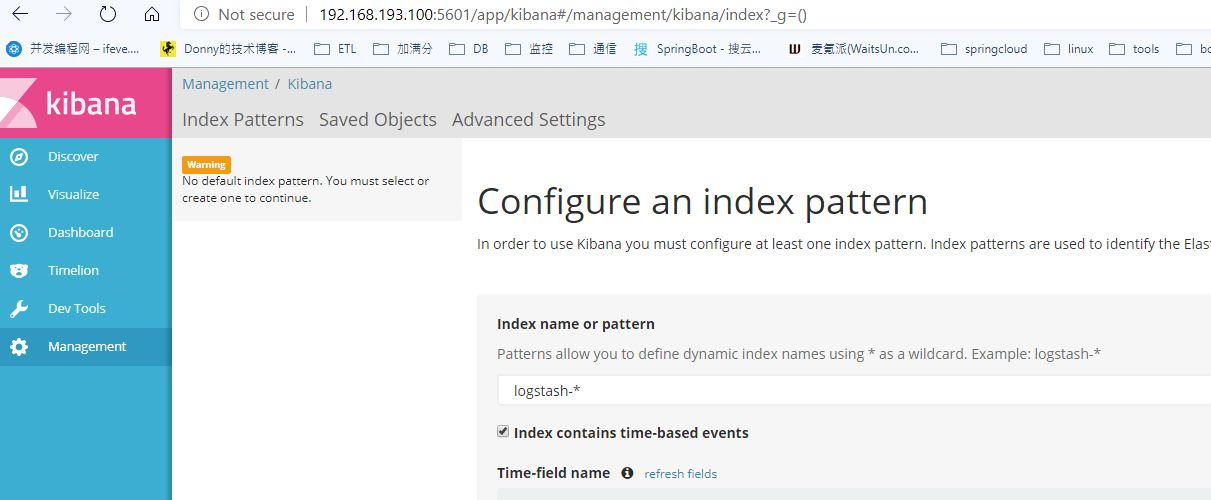 Not secure 192.168.193.100:5601/app/kibana#/management/kibana/index?_g=()
并发编程网 – ifeve.... Donny的技术博客 -... ETL 加满分 DB 监控 通信 搜 SpringBoot - 搜云... W 麦氪派(WaitsUn.co... springcloud linux tools bo
kibana
Management / Kibana
Index Patterns Saved Objects Advanced Settings
Discover
Visualize
Dashboard
Timelion
Dev Tools
Management
Warning
No default index pattern. You must select or
create one to continue.
Configure an index pattern
In order to use Kibana you must configure at least one index pattern. Index patterns are used to identify the Elast
Index name or pattern
Patterns allow you to define dynamic index names using * as a wildcard. Example: logstash-*
logstash-*
Index contains time-based events
Time-field name refresh fields